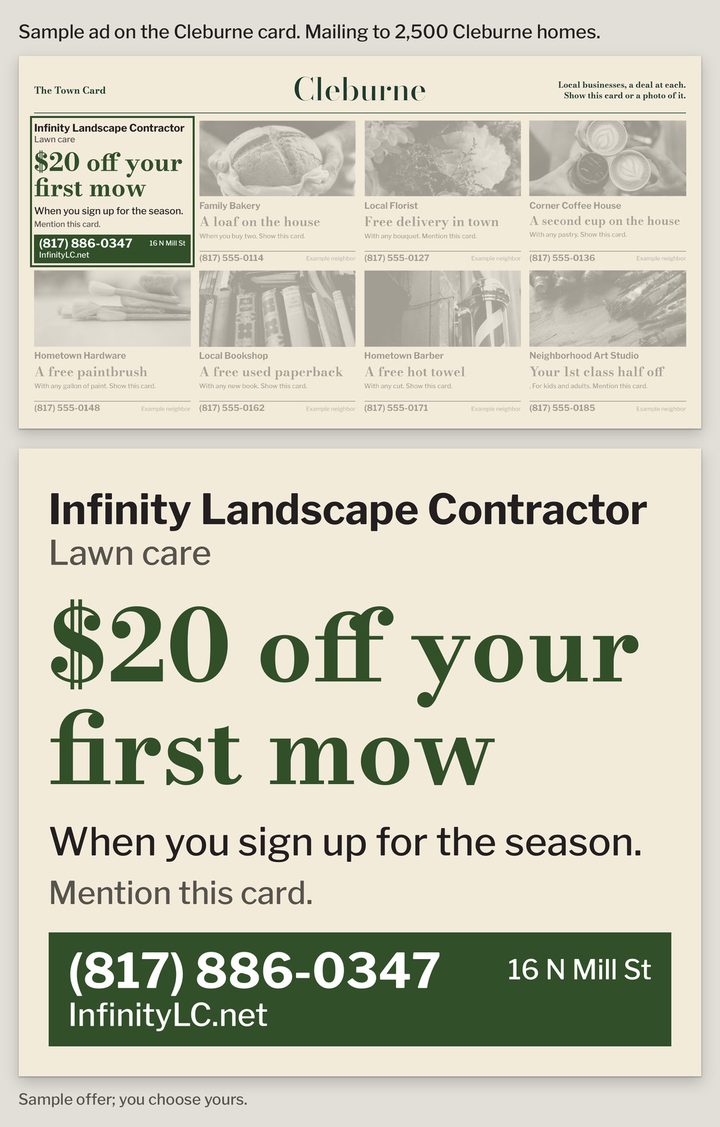 Sample ad on the Cleburne card. Mailing to 2,500 Cleburne homes.
The Town Card
Cleburne
Local businesses, a deal at each.
Show this card or a photo of it.
Infinity Landscape Contractor
Lawn care
$20 off your
first mow
When you sign up for the season.
Mention this card.
(817) 886-0347
16 N Mill St
InfinityLC.net
Family Bakery
A loaf on the house
When you buy two. Show this card.
(817) 555-0114
Example neighbor
Local Florist
Free delivery in town
With any bouquet. Mention this card.
(817) 555-0127
Example neighbor
Corner Coffee House
A second cup on the house
With any pastry. Show this card.
(817) 555-0136
Example neighbor
Hometown Hardware
A free paintbrush
With any gallon of paint. Show this card.
(817) 555-0148
Example neighbor
Local Bookshop
A free used paperback
With any new book. Show this card.
(817) 555-0162
Example neighbor
Hometown Barber
A free hot towel
With any cut. Show this card.
(817) 555-0171
Example neighbor
Neighborhood Art Studio
Your 1st class half off
For kids and adults. Mention this card.
(817) 555-0185
Example neighbor
Infinity Landscape Contractor
Lawn care
$20 off your
first mow
When you sign up for the season.
Mention this card.
(817) 886-0347
16 N Mill St
InfinityLC.net
Sample offer; you choose yours.